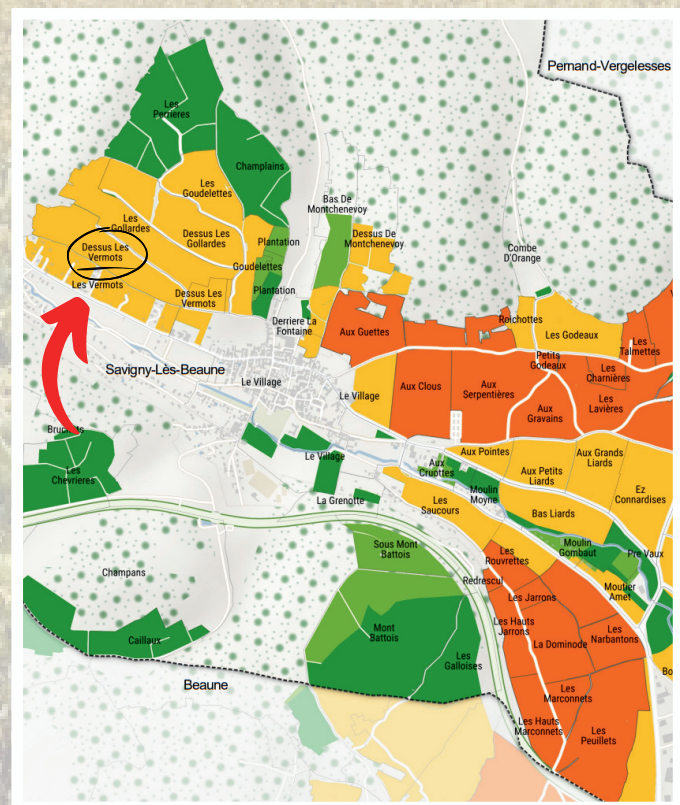 Pernand-Vergelesses
Les
Perrieres
Champlains
Les
Goudelettes
Bas De
Montchenevoy
Les
Gollardes
Dessus Les
Gollardes
Plantation
Dessus De
Montchenevoy
Combe
D'Orange
Dessus Les
Vermots
Goudelettes
Les Vermots
Dessus Les
Vermots
Plantation
Derriere La
Fontaine
Aux Guettes
Roichottes
Les Godeaux
Les
Talmettes
Petits
Godeaux
Savigny-Lès-Beaune
Le Village
Le Village
Aux Clous
Aux
Serpentières
Les
Charnières
Aux
Gravains
Les
Lavières
Les
Chevrieres
Le Village
Aux
Cruottes
Aux Pointes
Aux Petits
Liards
Aux Grands
Liards
La Grenotte
Les
Saucours
Moulin
Moyne
Bas Liards
Ez
Connardises
Sous Mont
Battois
Les
Rouvrettes
Moulin
Gombaut
Pre Vaux
Champans
Redrescul
Les Jarrons
Moutier
Amet
Caillaux
Mont
Battois
Les
Galloises
Les Hauts
Jarrons
La Dominode
Les
Narbantons
Beaune
Les
Marconnets
Les Hauts
Marconnets
Les
Peuillets
Bo